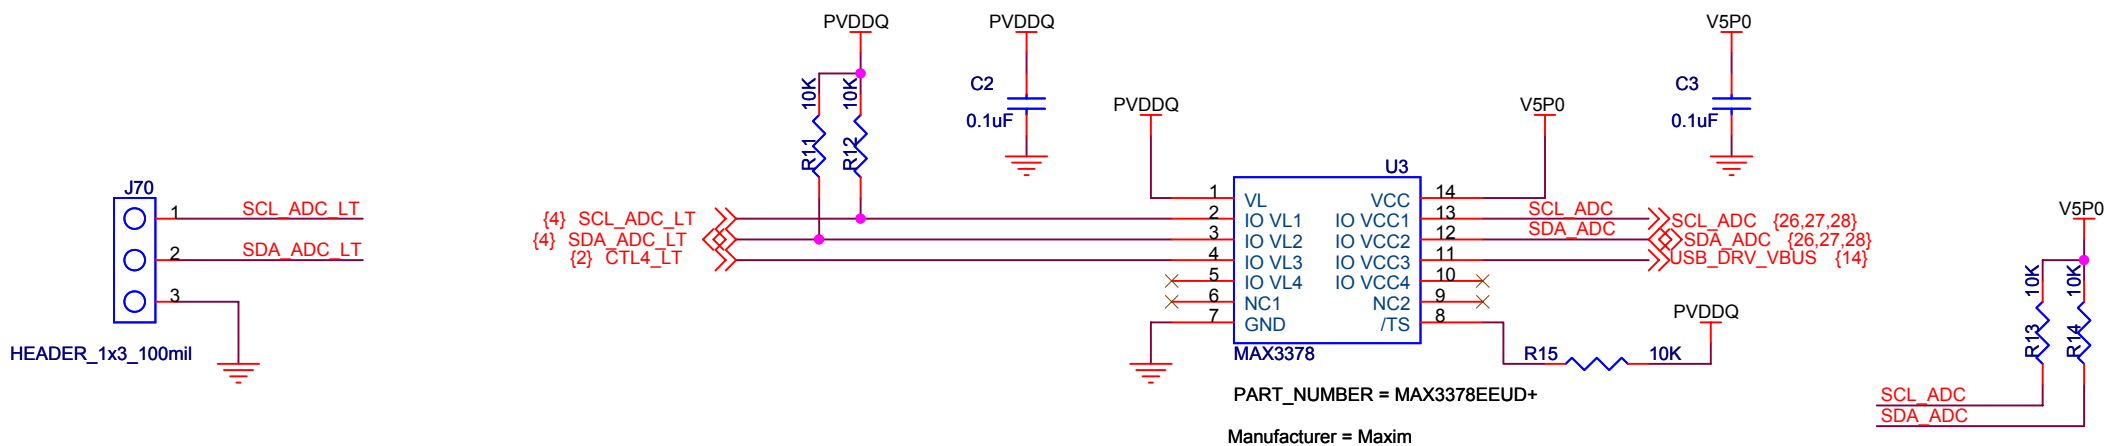 PVDDQ
PVDDQ
V5P0
10K
10K
R11
R12
C2
0.1uF
PVDDQ
V5P0
C3
0.1uF
J70
1 SCL_ADC_LT
2 SDA_ADC_LT
3
HEADER_1x3_100mil
{4} SCL_ADC_LT
{4} SDA_ADC_LT
{2} CTL4_LT
U3
1 VL VCC 14
2 IO VL1 IO VCC1 13 SCL_ADC SCL_ADC {26,27,28}
3 IO VL2 IO VCC2 12 SDA_ADC SDA_ADC {26,27,28}
4 IO VL3 IO VCC3 11 USB_DRV_VBUS {14}
5 IO VL4 IO VCC4 10
6 NC1 NC2 9
7 GND /TS 8
MAX3378
PART_NUMBER = MAX3378EEUD+
Manufacturer = Maxim
PVDDQ
R15 10K
V5P0
10K
10K
R13
R14
SCL_ADC
SDA_ADC